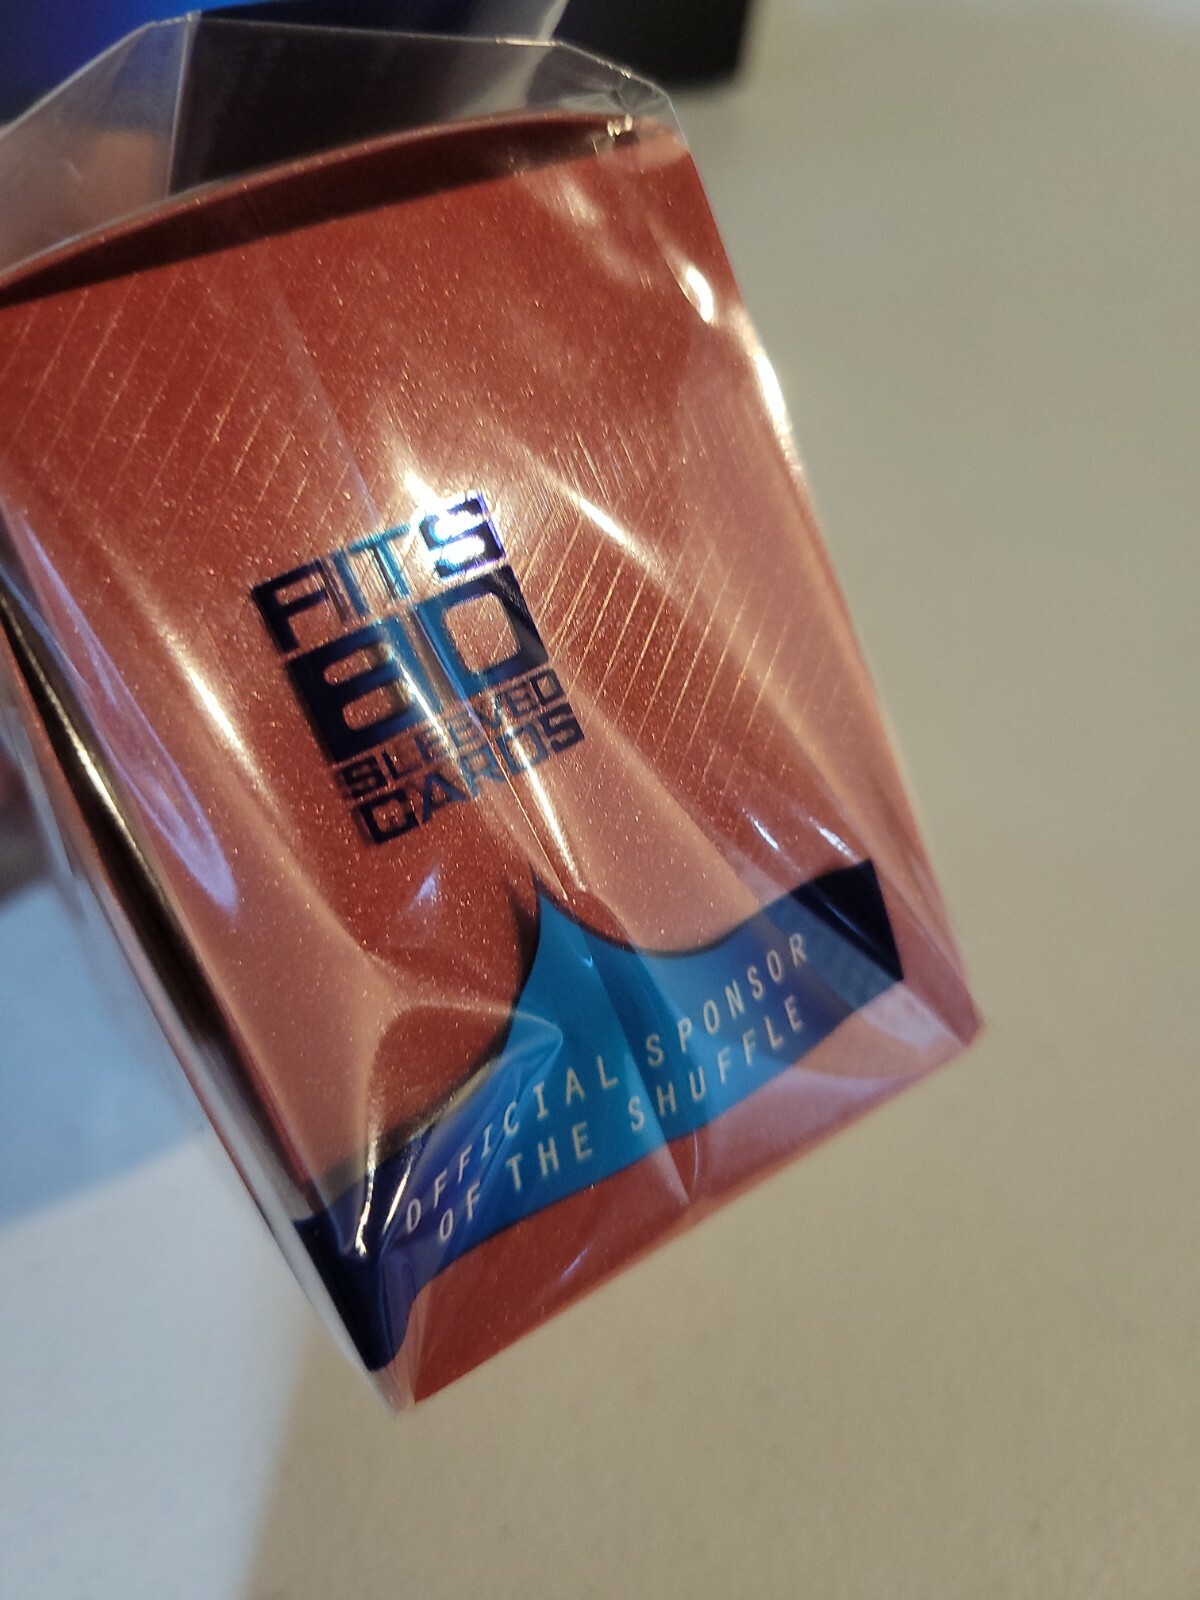 FITS
80
SLEEVED
CARDS
OFFICIAL SPONSOR
OF THE SHUFFLE